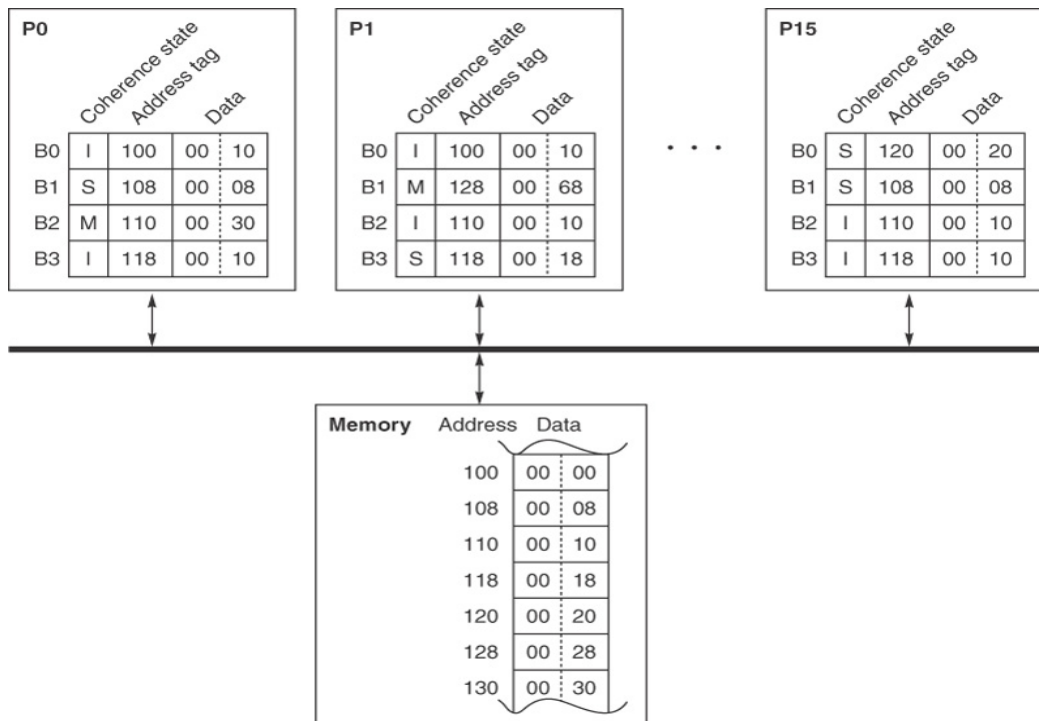 P0
Coherence state
Address tag
Data
B0 I 100 00 10
B1 S 108 00 08
B2 M 110 00 30
B3 I 118 00 10
P1
Coherence state
Address tag
Data
B0 I 100 00 10
B1 M 128 00 68
B2 I 110 00 10
B3 S 118 00 18
. . .
P15
Coherence state
Address tag
Data
B0 S 120 00 20
B1 S 108 00 08
B2 I 110 00 10
B3 I 118 00 10
Memory Address Data
100 00 00
108 00 08
110 00 10
118 00 18
120 00 20
128 00 28
130 00 30